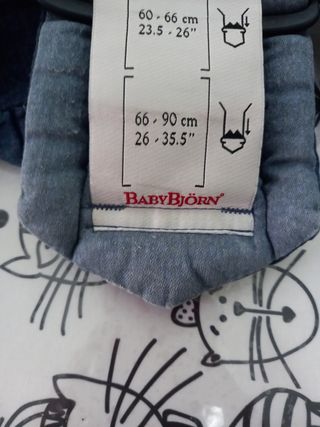 60 - 66 cm
23.5 - 26"
66 - 90 cm
26 - 35.5"
BABYBJÖRN®